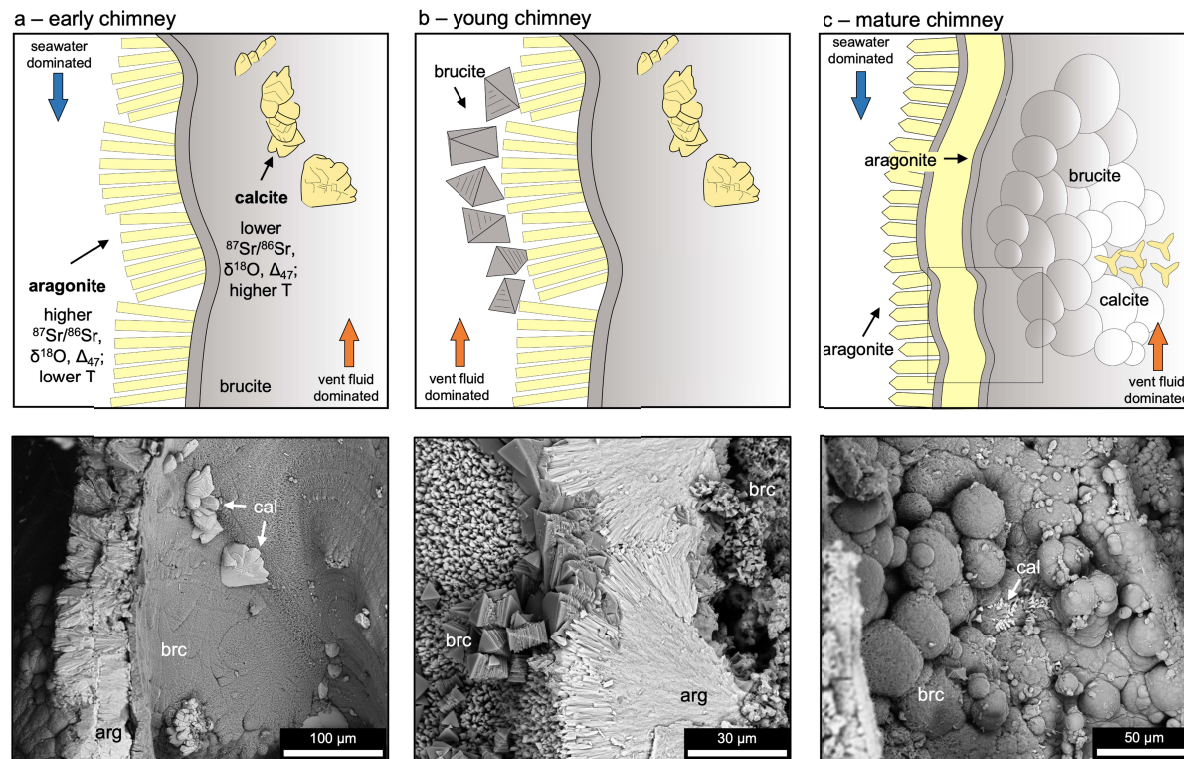 a – early chimney
seawater
dominated
calcite
lower
⁸⁷Sr/⁸⁶Sr,
δ¹⁸O, Δ₄₇;
higher T
aragonite
higher
⁸⁷Sr/⁸⁶Sr,
δ¹⁸O, Δ₄₇;
lower T
brucite
vent fluid
dominated
b – young chimney
brucite
vent fluid
dominated
c – mature chimney
seawater
dominated
aragonite
brucite
calcite
aragonite
vent fluid
dominated
cal
brc
arg
100 µm
brc
brc
arg
30 µm
cal
brc
50 µm